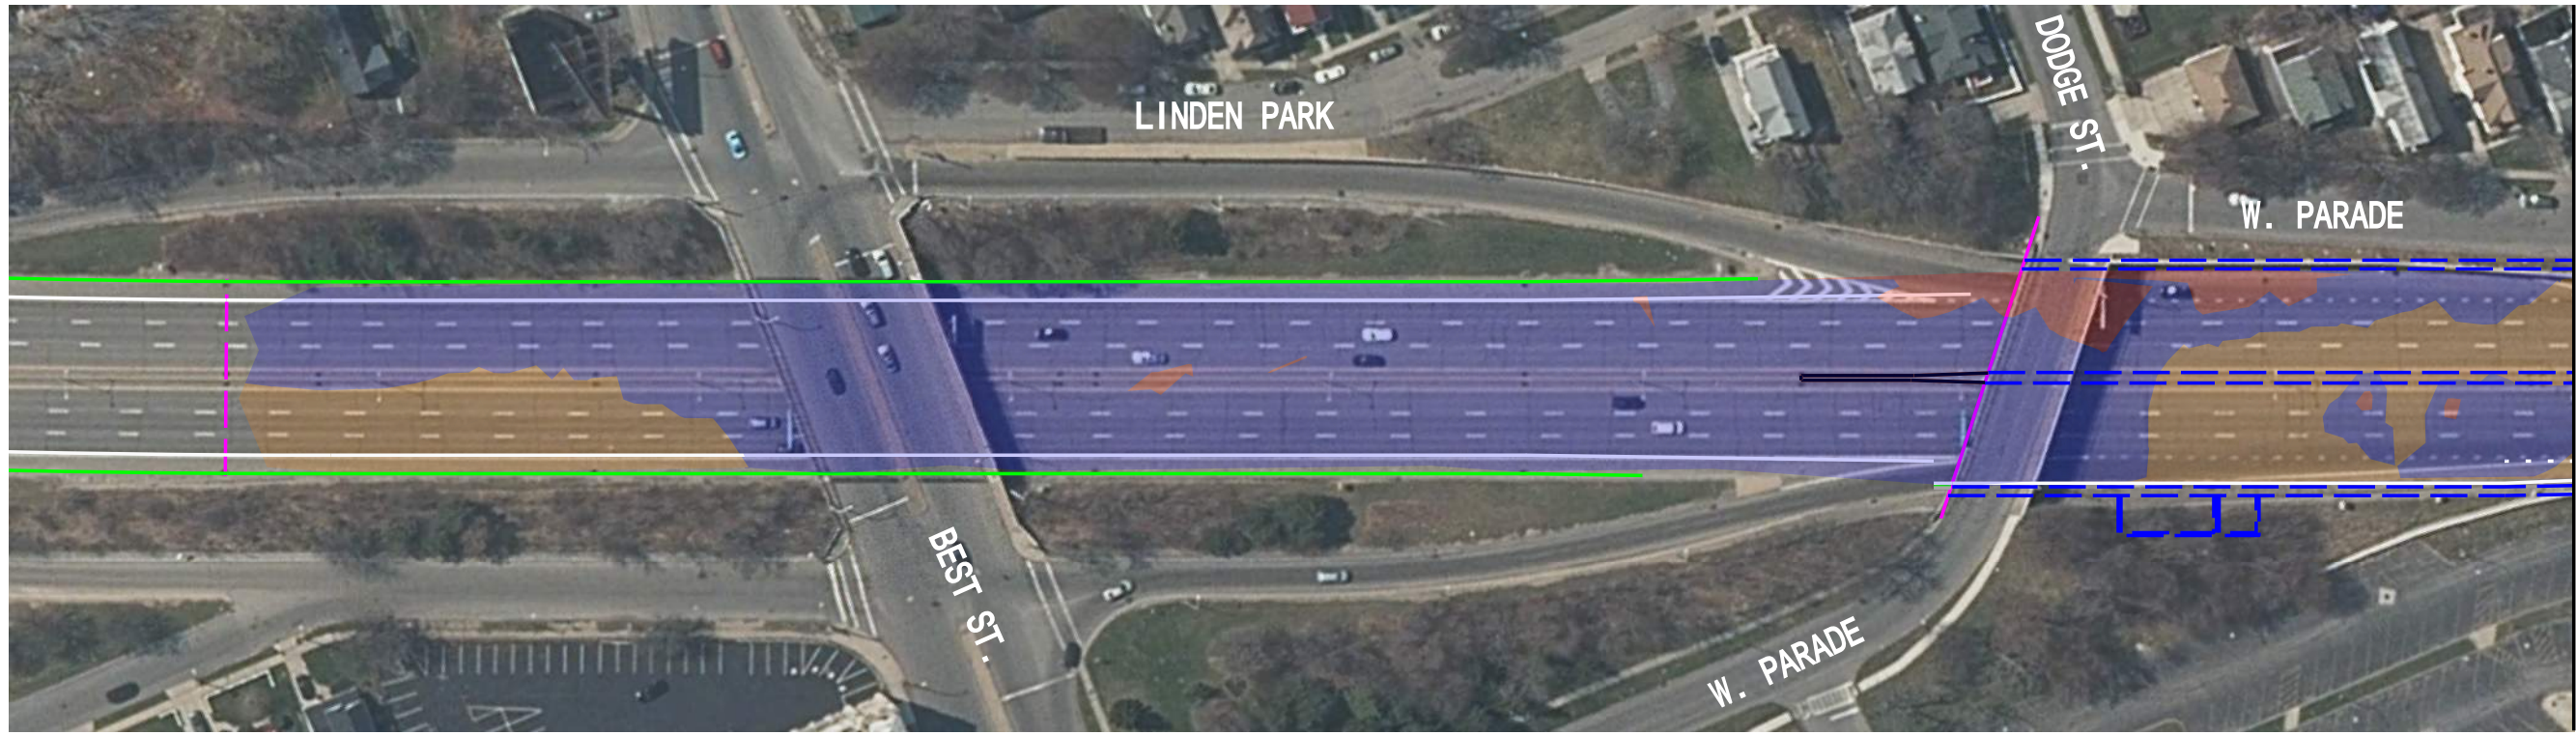 LINDEN PARK
DODGE ST.
W. PARADE
BEST ST.
W. PARADE